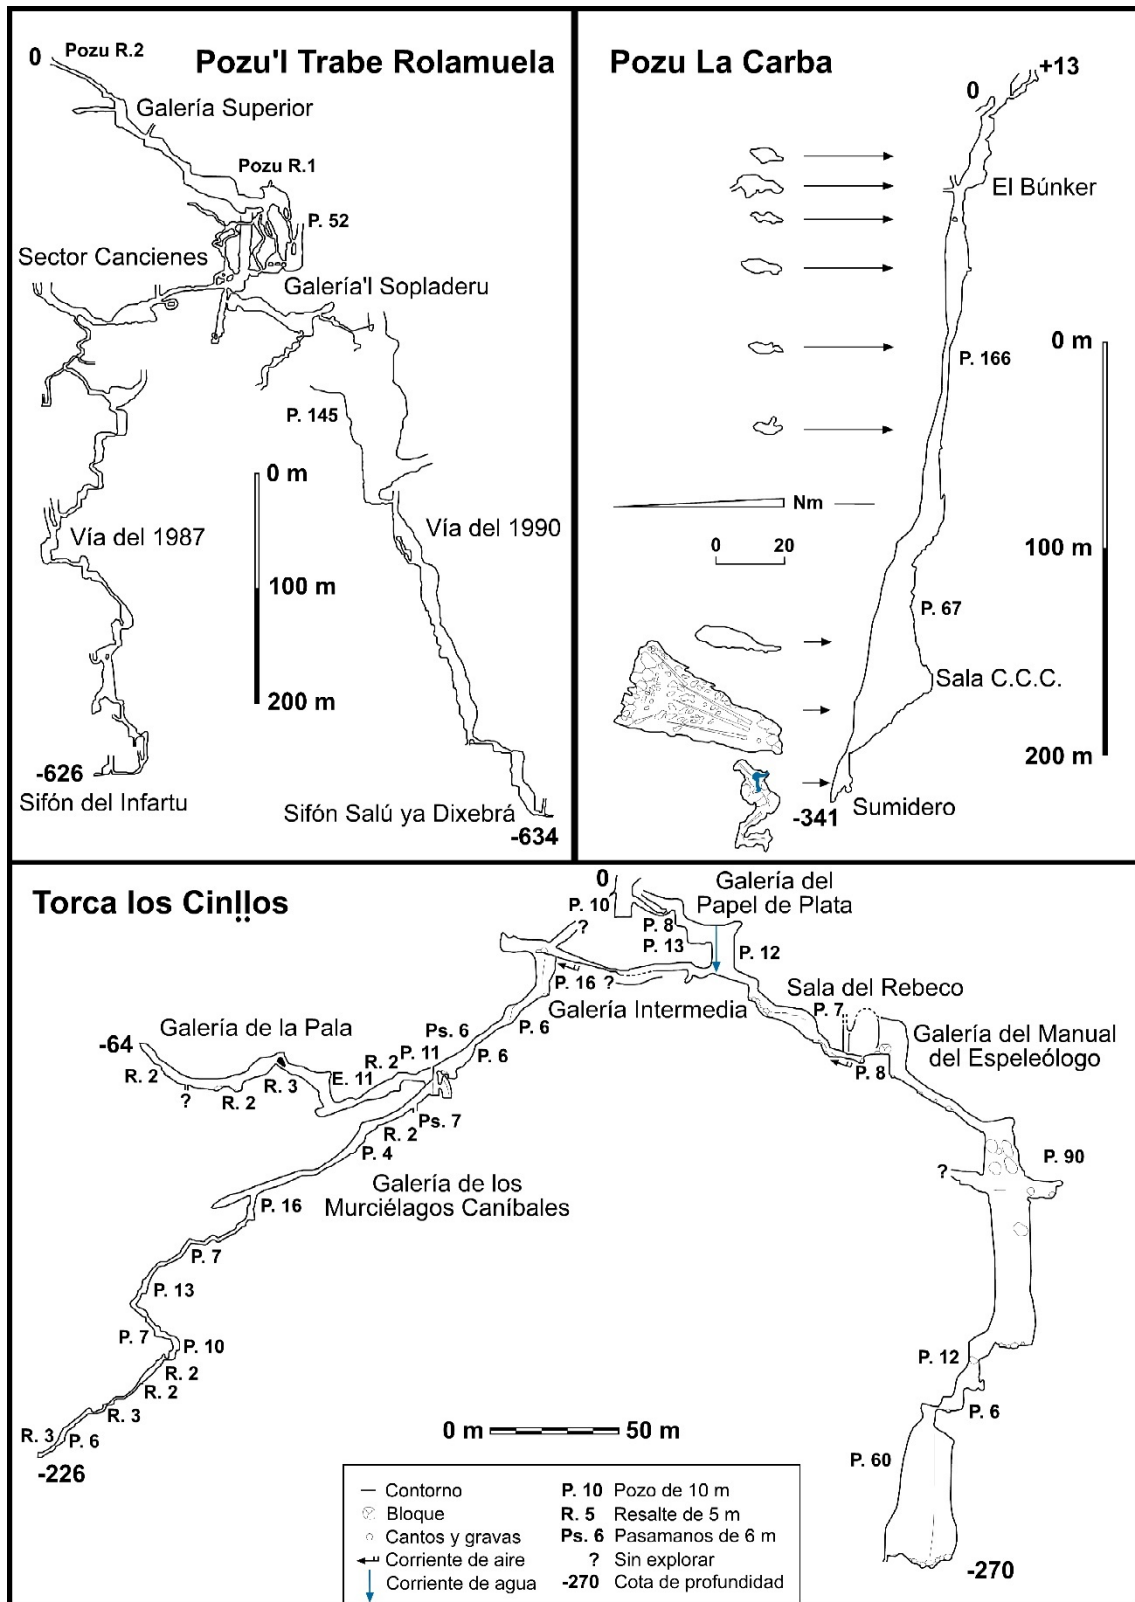 Pozu'l Trabe Rolamuela
0
Pozu R.2
Galería Superior
Pozu R.1
P. 52
Sector Cancienes
Galería'l Sopladeru
P. 145
0 m
Vía del 1987
Vía del 1990
100 m
200 m
-626
Sifón del Infartu
Sifón Salú ya Dixebrá
-634
Pozu La Carba
+13
0
El Búnker
0 m
P. 166
Nm
0 20
100 m
P. 67
Sala C.C.C.
200 m
-341
Sumidero
Torca los Cinḷḷos
0
P. 10
Galería del
Papel de Plata
P. 8
?
P. 13
P. 12
P. 16
?
Galería Intermedia
Sala del Rebeco
P. 7
Galería del Manual
del Espeleólogo
P. 8
Galería de la Pala
-64
Ps. 6
P. 6
P. 6
P. 11
R. 2
E. 11
R. 3
R. 2
R. 2
?
Ps. 7
R. 2
P. 4
Galería de los
Murciélagos Caníbales
P. 16
P. 90
?
P. 7
P. 13
P. 7
P. 10
R. 2
R. 2
R. 3
R. 3
P. 6
-226
P. 12
P. 6
P. 60
-270
0 m 50 m
Contorno
Bloque
Cantos y gravas
Corriente de aire
Corriente de agua
P. 10 Pozo de 10 m
R. 5 Resalte de 5 m
Ps. 6 Pasamanos de 6 m
? Sin explorar
-270 Cota de profundidad